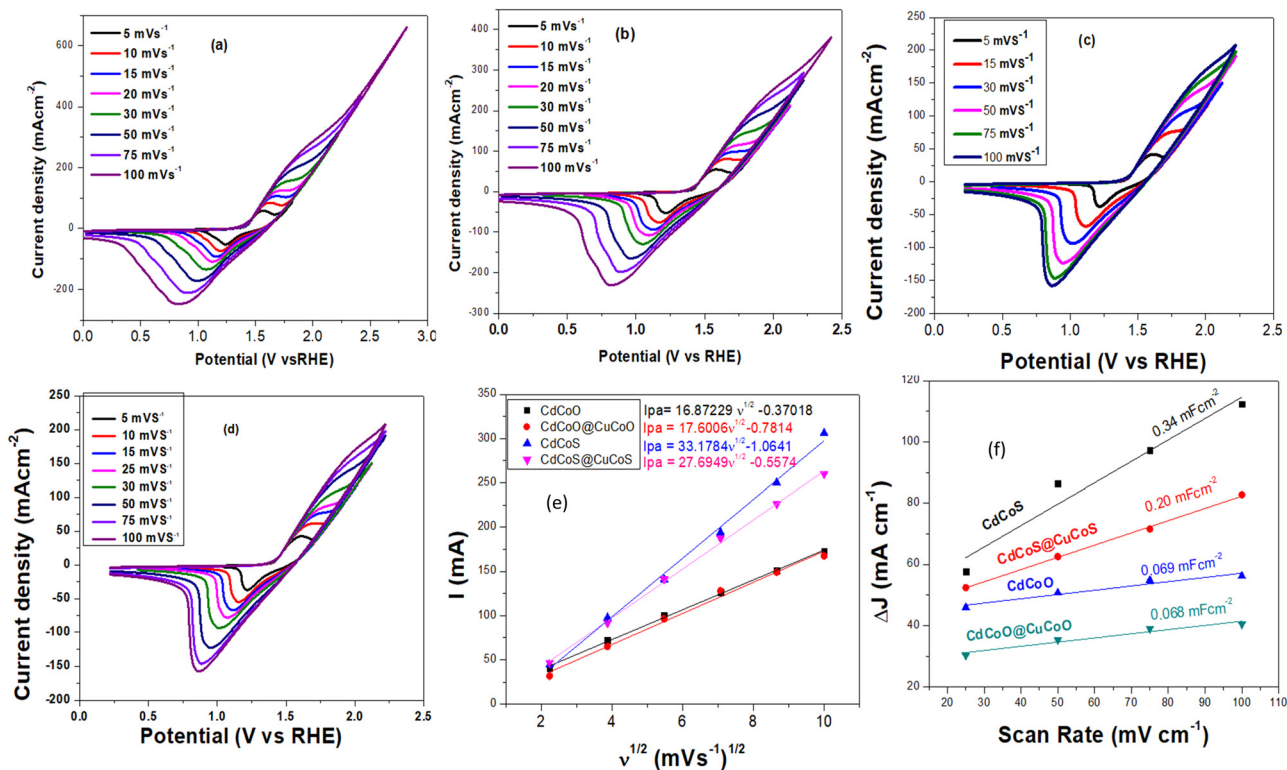 (a)
5 mVs⁻¹
10 mVs⁻¹
15 mVs⁻¹
20 mVs⁻¹
30 mVs⁻¹
50 mVs⁻¹
75 mVs⁻¹
100 mVs⁻¹
600
400
200
0
-200
Current density (mAcm⁻²)
0.0 0.5 1.0 1.5 2.0 2.5 3.0
Potential (V vsRHE)
(b)
5 mVs⁻¹
10 mVs⁻¹
15 mVs⁻¹
20 mVs⁻¹
30 mVs⁻¹
50 mVs⁻¹
75 mVs⁻¹
100 mVs⁻¹
400
300
200
100
0
-100
-200
-300
Current density (mAcm⁻²)
0.0 0.5 1.0 1.5 2.0 2.5
Potential (V vs RHE)
(c)
5 mVS⁻¹
15 mVS⁻¹
30 mVS⁻¹
50 mVS⁻¹
75 mVS⁻¹
100 mVS⁻¹
250
200
150
100
50
0
-50
-100
-150
-200
Current density (mAcm⁻²)
0.0 0.5 1.0 1.5 2.0 2.5
Potential (V vs RHE)
(d)
5 mVS⁻¹
10 mVS⁻¹
15 mVS⁻¹
25 mVS⁻¹
30 mVS⁻¹
50 mVS⁻¹
75 mVS⁻¹
100 mVS⁻¹
250
200
150
100
50
0
-50
-100
-150
-200
Current density (mAcm⁻²)
0.0 0.5 1.0 1.5 2.0 2.5
Potential (V vs RHE)
(e)
CdCoO Ipa= 16.87229 ν^1/2 -0.37018
CdCoO@CuCoO Ipa = 17.6006ν^1/2 -0.7814
CdCoS Ipa = 33.1784ν^1/2 -1.0641
CdCoS@CuCoS Ipa = 27.6949ν^1/2 -0.5574
350
300
250
200
150
100
50
0
I (mA)
2 4 6 8 10
ν^1/2 (mVs⁻¹)^1/2
(f)
0.34 mFcm⁻²
CdCoS
0.20 mFcm⁻²
CdCoS@CuCoS
0.069 mFcm⁻²
CdCoO
0.068 mFcm⁻²
CdCoO@CuCoO
120
100
80
60
40
20
ΔJ (mA cm⁻¹)
20 30 40 50 60 70 80 90 100 110
Scan Rate (mV cm⁻¹)